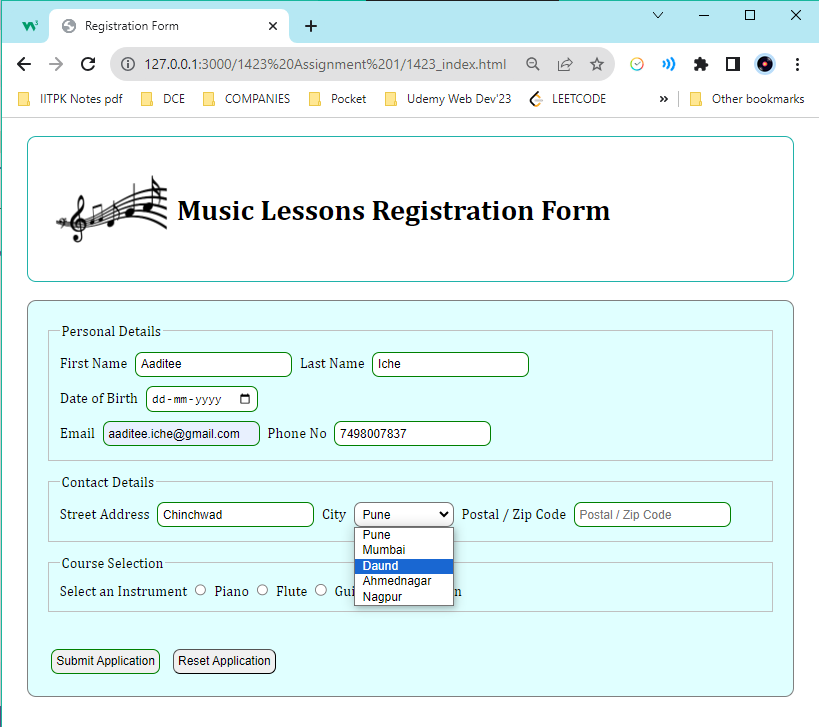 Registration Form
127.0.0.1:3000/1423%20Assignment%201/1423_index.html
IITPK Notes pdf DCE COMPANIES Pocket Udemy Web Dev'23 LEETCODE » Other bookmarks
Music Lessons Registration Form
Personal Details
First Name Aaditee Last Name Iche
Date of Birth dd-mm-yyyy
Email aaditee.iche@gmail.com Phone No 7498007837
Contact Details
Street Address Chinchwad City Pune Postal / Zip Code Postal / Zip Code
Pune
Mumbai
Daund
Ahmednagar
Nagpur
Course Selection
Select an Instrument Piano Flute
Submit Application Reset Application